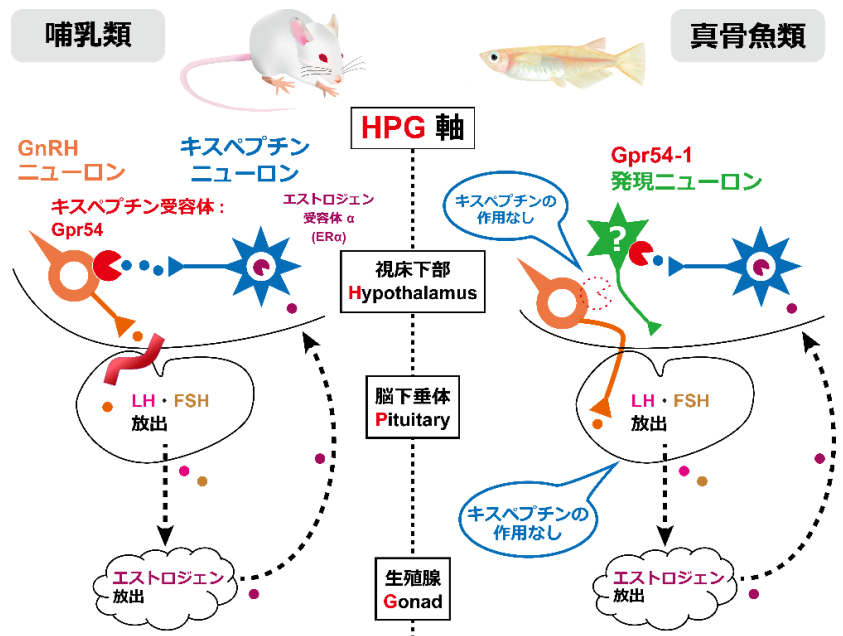 哺乳類
真骨魚類
HPG 軸
GnRH
ニューロン
キスペプチン
ニューロン
キスペプチン受容体：
Gpr54
エストロジェン
受容体 α
(ERα)
Gpr54-1
発現ニューロン
キスペプチンの
作用なし
?
視床下部
Hypothalamus
LH・FSH
放出
脳下垂体
Pituitary
LH・FSH
放出
キスペプチンの
作用なし
エストロジェン
放出
生殖腺
Gonad
エストロジェン
放出